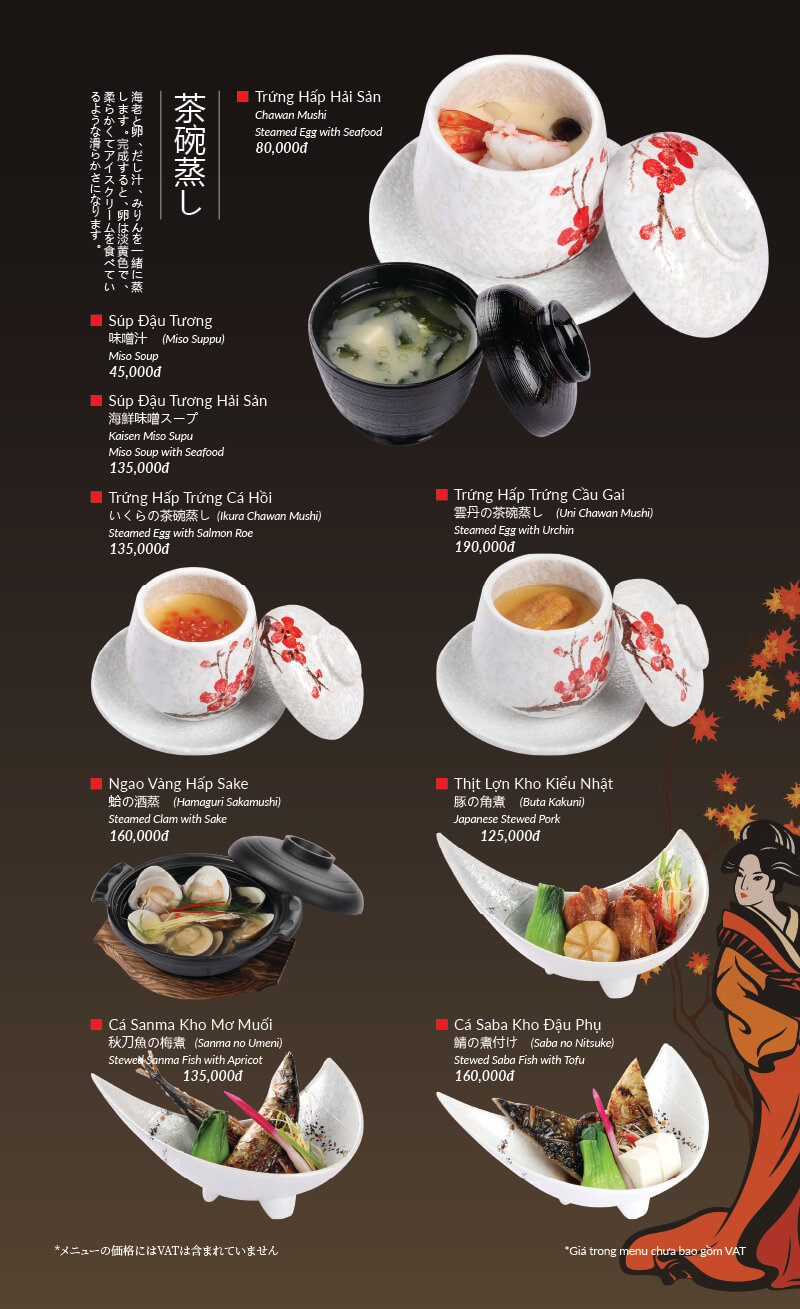 茶碗蒸し
海老と卵、だし汁、みりんを一緒に蒸
します。完成すると、卵は淡黄色で、
柔らかくてアイスクリームを食べてい
るような滑らかさになります。
Trứng Hấp Hải Sản
Chawan Mushi
Steamed Egg with Seafood
80,000đ
Súp Đậu Tương
味噌汁 (Miso Suppu)
Miso Soup
45,000đ
Súp Đậu Tương Hải Sản
海鮮味噌スープ
Kaisen Miso Supu
Miso Soup with Seafood
135,000đ
Trứng Hấp Trứng Cá Hồi
いくらの茶碗蒸し (Ikura Chawan Mushi)
Steamed Egg with Salmon Roe
135,000đ
Trứng Hấp Trứng Cầu Gai
雲丹の茶碗蒸し (Uni Chawan Mushi)
Steamed Egg with Urchin
190,000đ
Ngao Vàng Hấp Sake
蛤の酒蒸 (Hamaguri Sakamushi)
Steamed Clam with Sake
160,000đ
Thịt Lợn Kho Kiểu Nhật
豚の角煮 (Buta Kakuni)
Japanese Stewed Pork
125,000đ
Cá Sanma Kho Mơ Muối
秋刀魚の梅煮 (Sanma no Umeni)
Stewed Sanma Fish with Apricot
135,000đ
Cá Saba Kho Đậu Phụ
鯖の煮付け (Saba no Nitsuke)
Stewed Saba Fish with Tofu
160,000đ
*メニューの価格にはVATは含まれていません
*Giá trong menu chưa bao gồm VAT